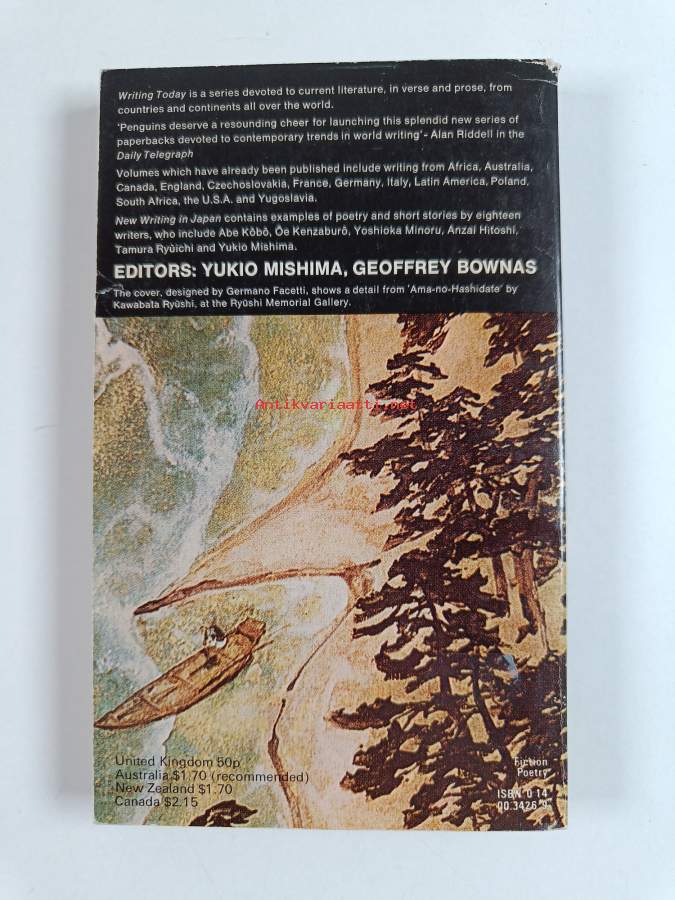 Writing Today is a series devoted to current literature, in verse and prose, from
countries and continents all over the world.
'Penguins deserve a resounding cheer for launching this splendid new series of
paperbacks devoted to contemporary trends in world writing' - Alan Riddell in the
Daily Telegraph
Volumes which have already been published include writing from Africa, Australia,
Canada, England, Czechoslovakia, France, Germany, Italy, Latin America, Poland,
South Africa, the U.S.A. and Yugoslavia.
New Writing in Japan contains examples of poetry and short stories by eighteen
writers, who include Abe Kôbô, Ôe Kenzaburô, Yoshioka Minoru, Anzai Hitoshi,
Tamura Ryûichi and Yukio Mishima.
EDITORS: YUKIO MISHIMA, GEOFFREY BOWNAS
The cover, designed by Germano Facetti, shows a detail from 'Ama-no-Hashidate' by
Kawabata Ryûshi, at the Ryûshi Memorial Gallery.
Antikvariaatti.net
United Kingdom 50p
Australia $1.70 (recommended)
New Zealand $1.70
Canada $2.15
Fiction
Poetry
ISBN 0 14
00.3426 9